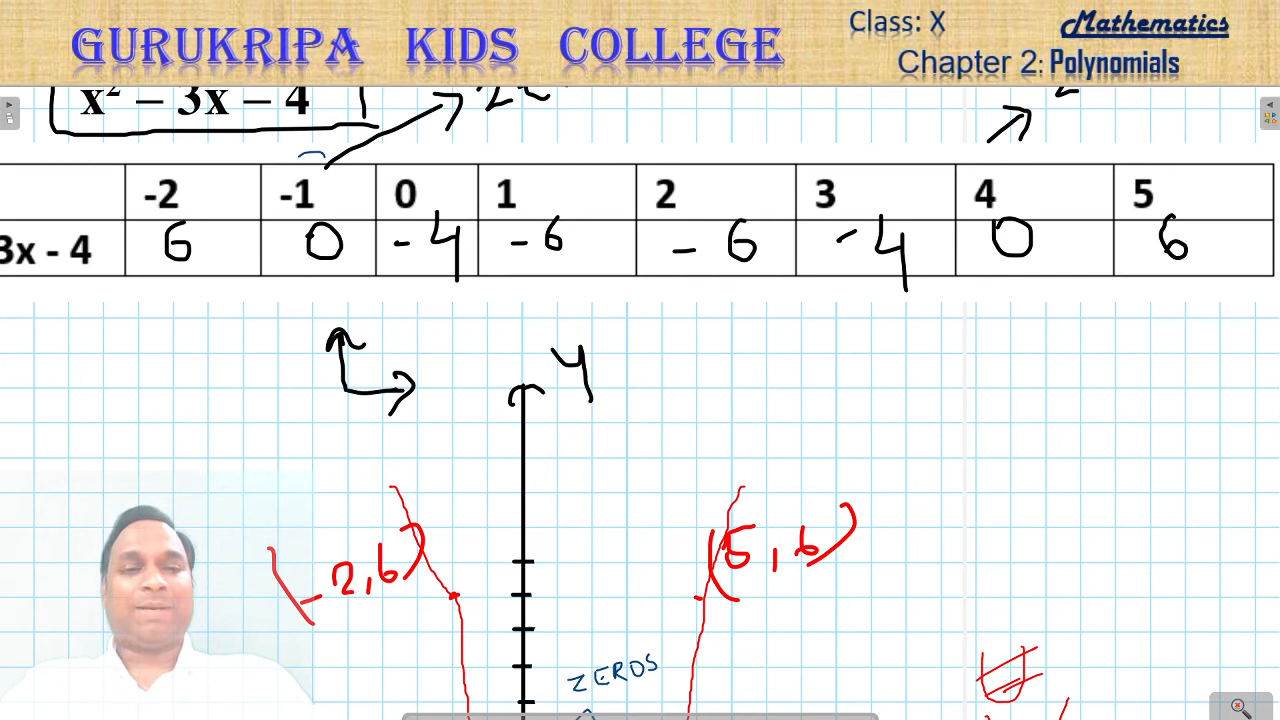 GURUKRIPA KIDS COLLEGE
Class: X
Mathematics
Chapter 2: Polynomials
x² – 3x – 4
-2 -1 0 1 2 3 4 5
3x - 4 6 0 -4 -6 -6 -4 0 6
Y
(-2,6) (5,6)
ZEROS